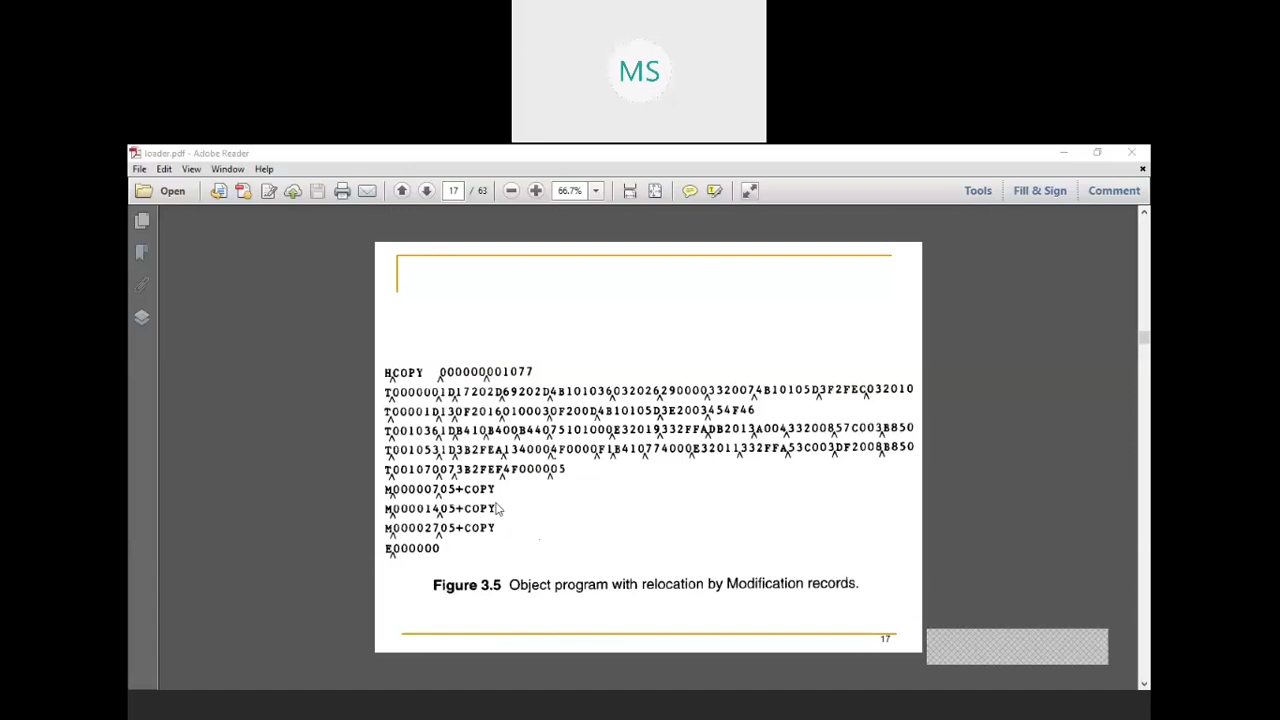 MS
loader.pdf - Adobe Reader
File Edit View Window Help
Open 17 / 63 66.7% Tools Fill & Sign Comment
HCOPY 000000001077
T0000001D17202D69202D4B1010360320262900003320074B10105D3F2FEC032010
T00001D130F20160100030F200D4B10105D3E2003454F46
T0010361DB410B400B44075101000E32019332FFADB2013A00433200857C003B850
T0010531D3B2FEA1340004F0000F1B410774000E32011332FFA53C003DF2008B850
T001070073B2FEF4F000005
M00000705+COPY
M00001405+COPY
M00002705+COPY
E000000
Figure 3.5 Object program with relocation by Modification records.
17